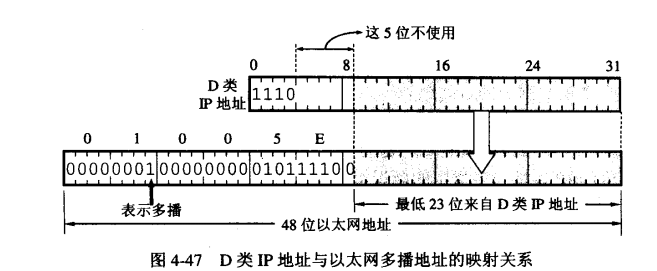 这 5 位不使用
0 8 16 24 31
D 类
IP 地址
1110
0 1 0 0 5 E
00000001 00000000 01011110 0
表示多播
最低 23 位来自 D 类 IP 地址
48 位以太网地址
图 4-47 D 类 IP 地址与以太网多播地址的映射关系